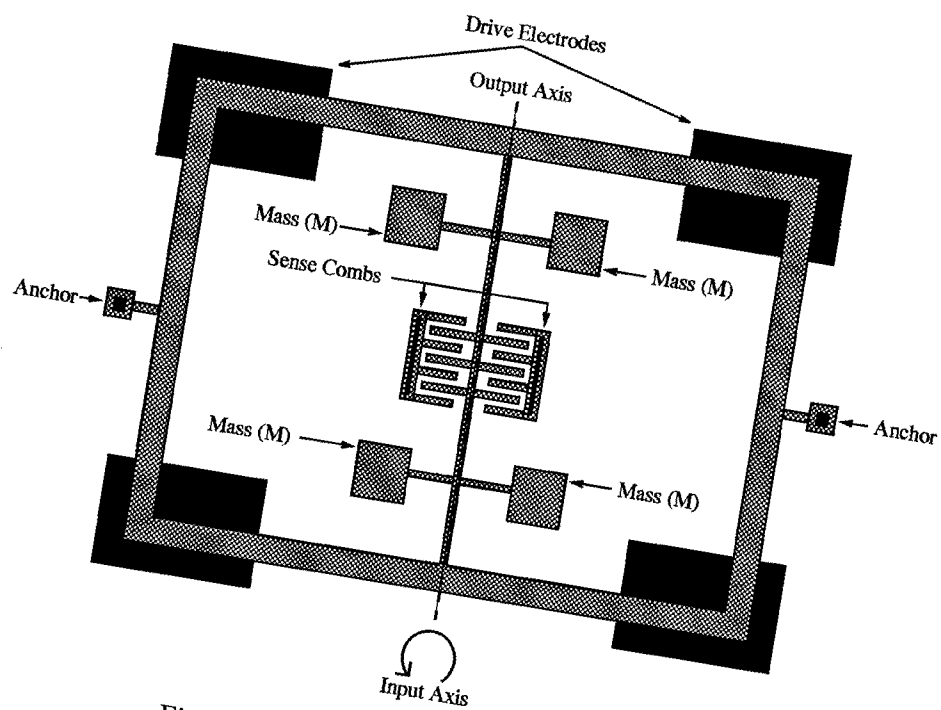 Drive Electrodes
Output Axis
Mass (M)
Mass (M)
Sense Combs
Anchor
Mass (M)
Anchor
Mass (M)
Input Axis